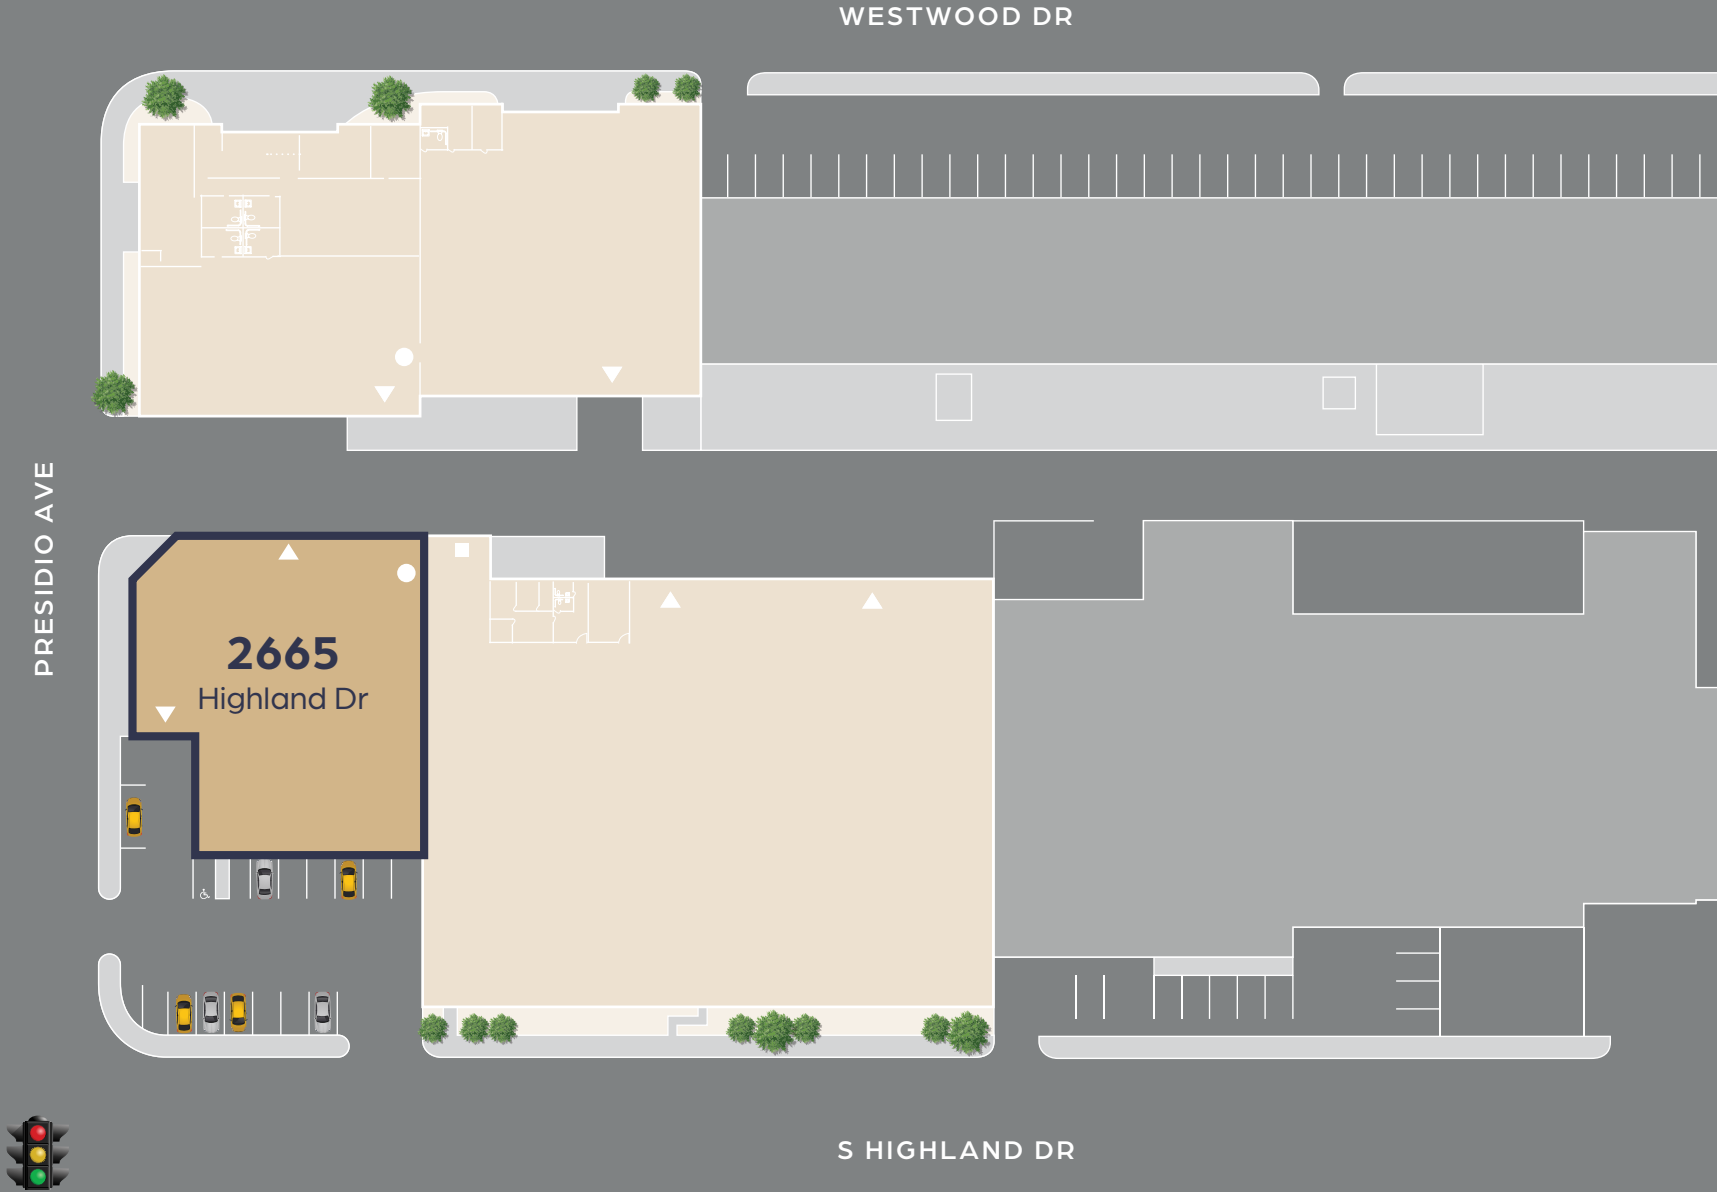 WESTWOOD DR
PRESIDIO AVE
2665
Highland Dr
S HIGHLAND DR